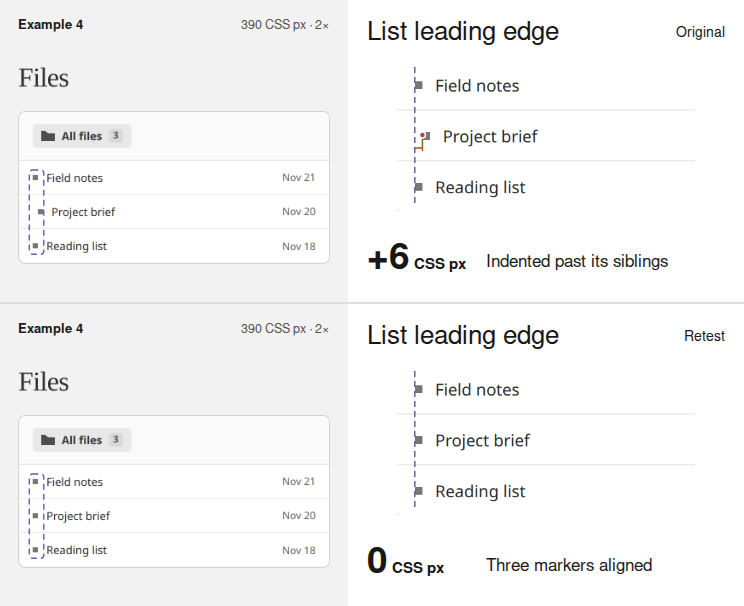 Example 4
390 CSS px · 2×
Files
All files 3
Field notes Nov 21
Project brief Nov 20
Reading list Nov 18
List leading edge
Original
Field notes
Project brief
Reading list
+6 CSS px Indented past its siblings
Example 4
390 CSS px · 2×
Files
All files 3
Field notes Nov 21
Project brief Nov 20
Reading list Nov 18
List leading edge
Retest
Field notes
Project brief
Reading list
0 CSS px Three markers aligned